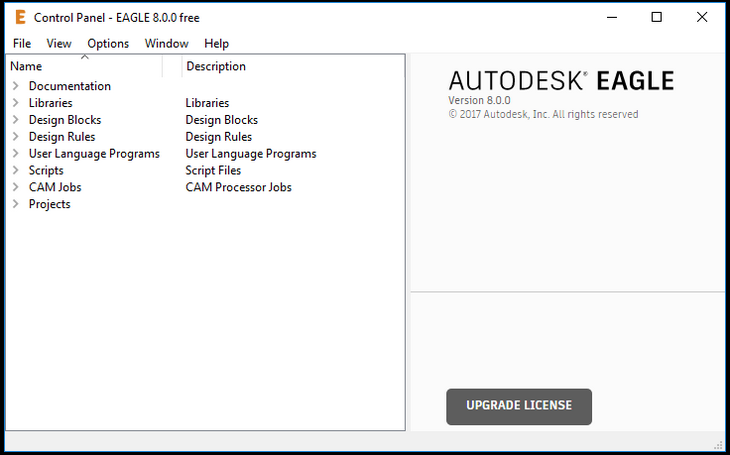 Control Panel - EAGLE 8.0.0 free
File View Options Window Help
Name Description
Documentation
Libraries Libraries
Design Blocks Design Blocks
Design Rules Design Rules
User Language Programs User Language Programs
Scripts Script Files
CAM Jobs CAM Processor Jobs
Projects
AUTODESK® EAGLE
Version 8.0.0
© 2017 Autodesk, Inc. All rights reserved
UPGRADE LICENSE